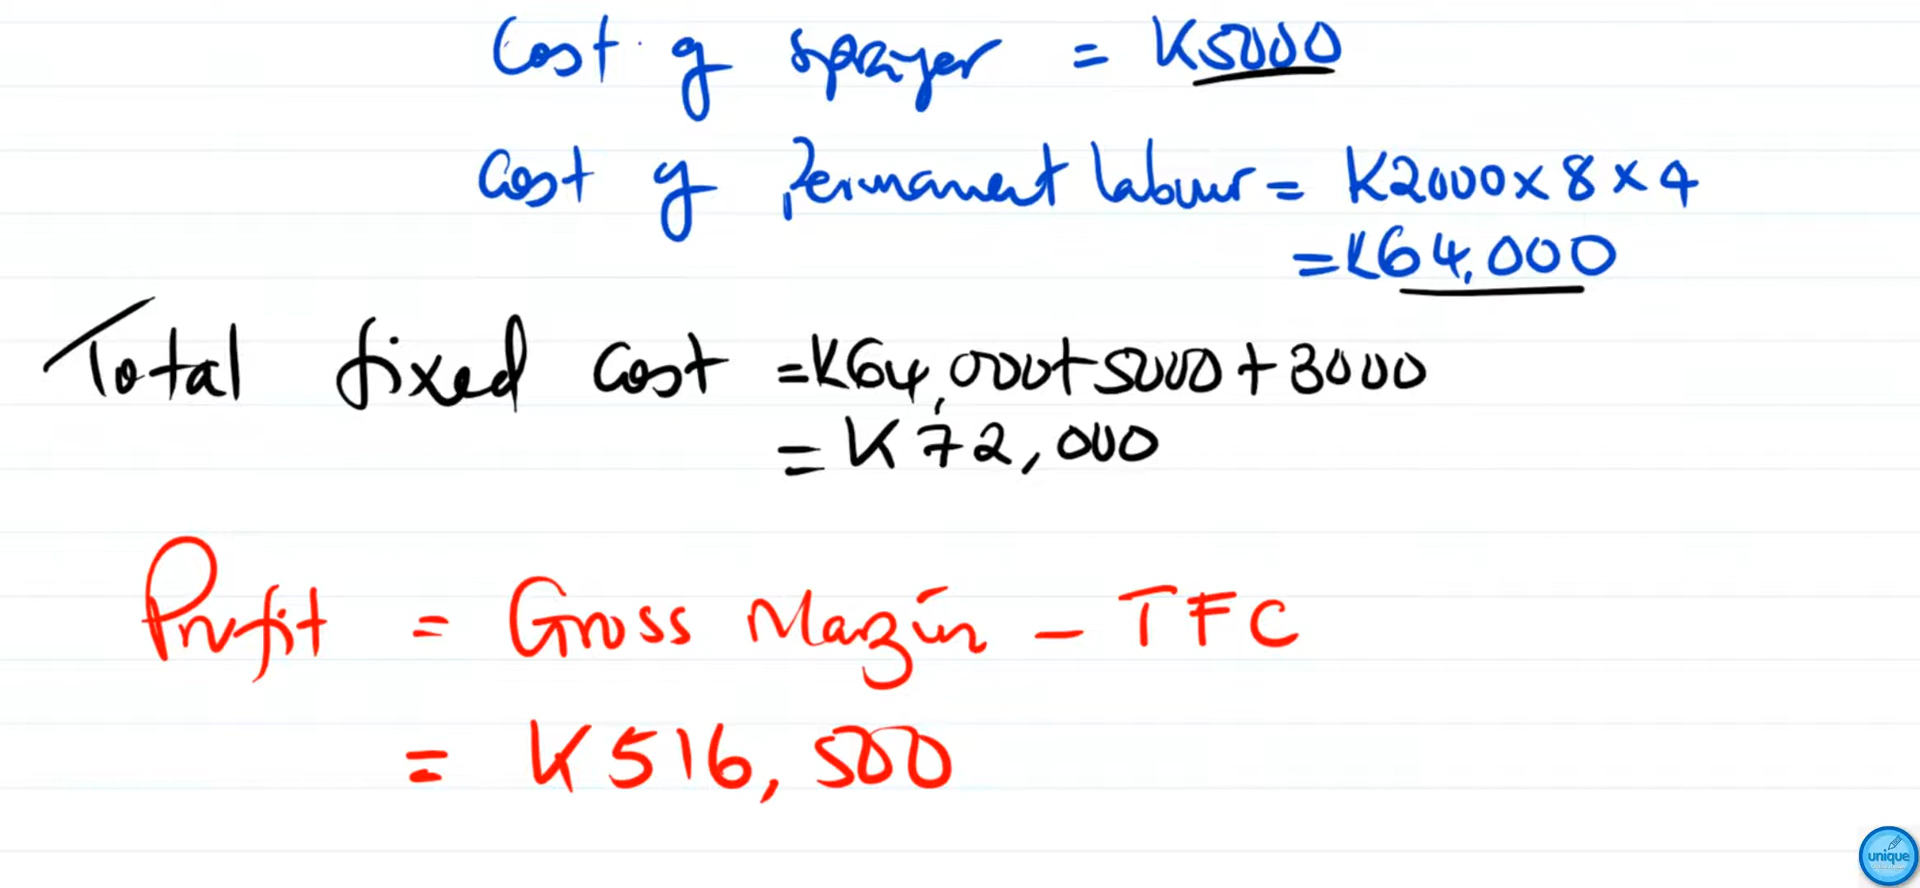 Cost of sprayer = K5000
Cost of Permanent labour = K2000 x 8 x 4
= K64,000
Total fixed cost = K64,000 + 5000 + 3000
= K72,000
Profit = Gross Margin - TFC
= K516,500
unique